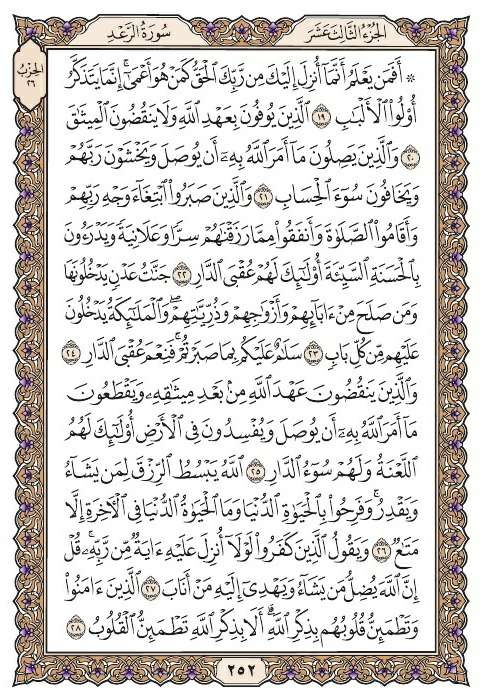 الجزء الثالث عشر
سورة الرعد
الحزب
٢٦
۞ أَفَمَن يَعْلَمُ أَنَّمَآ أُنزِلَ إِلَيْكَ مِن رَّبِّكَ ٱلْحَقُّ كَمَنْ هُوَ أَعْمَىٰٓ ۚ إِنَّمَا يَتَذَكَّرُ
أُو۟لُوا۟ ٱلْأَلْبَـٰبِ ١٩ ٱلَّذِينَ يُوفُونَ بِعَهْدِ ٱللَّهِ وَلَا يَنقُضُونَ ٱلْمِيثَـٰقَ
٢٠ وَٱلَّذِينَ يَصِلُونَ مَآ أَمَرَ ٱللَّهُ بِهِۦٓ أَن يُوصَلَ وَيَخْشَوْنَ رَبَّهُمْ
وَيَخَافُونَ سُوٓءَ ٱلْحِسَابِ ٢١ وَٱلَّذِينَ صَبَرُوا۟ ٱبْتِغَآءَ وَجْهِ رَبِّهِمْ
وَأَقَامُوا۟ ٱلصَّلَوٰةَ وَأَنفَقُوا۟ مِمَّا رَزَقْنَـٰهُمْ سِرًّا وَعَلَانِيَةً وَيَدْرَءُونَ
بِٱلْحَسَنَةِ ٱلسَّيِّئَةَ أُو۟لَـٰٓئِكَ لَهُمْ عُقْبَى ٱلدَّارِ ٢٢ جَنَّـٰتُ عَدْنٍ يَدْخُلُونَهَا
وَمَن صَلَحَ مِنْ ءَابَآئِهِمْ وَأَزْوَٰجِهِمْ وَذُرِّيَّـٰتِهِمْ ۖ وَٱلْمَلَـٰٓئِكَةُ يَدْخُلُونَ
عَلَيْهِم مِّن كُلِّ بَابٍ ٢٣ سَلَـٰمٌ عَلَيْكُم بِمَا صَبَرْتُمْ ۚ فَنِعْمَ عُقْبَى ٱلدَّارِ ٢٤
وَٱلَّذِينَ يَنقُضُونَ عَهْدَ ٱللَّهِ مِنۢ بَعْدِ مِيثَـٰقِهِۦ وَيَقْطَعُونَ
مَآ أَمَرَ ٱللَّهُ بِهِۦٓ أَن يُوصَلَ وَيُفْسِدُونَ فِى ٱلْأَرْضِ ۙ أُو۟لَـٰٓئِكَ لَهُمُ
ٱللَّعْنَةُ وَلَهُمْ سُوٓءُ ٱلدَّارِ ٢٥ ٱللَّهُ يَبْسُطُ ٱلرِّزْقَ لِمَن يَشَآءُ
وَيَقْدِرُ ۚ وَفَرِحُوا۟ بِٱلْحَيَوٰةِ ٱلدُّنْيَا وَمَا ٱلْحَيَوٰةُ ٱلدُّنْيَا فِى ٱلْـَٔاخِرَةِ إِلَّا
مَتَـٰعٌ ٢٦ وَيَقُولُ ٱلَّذِينَ كَفَرُوا۟ لَوْلَآ أُنزِلَ عَلَيْهِ ءَايَةٌ مِّن رَّبِّهِۦ ۗ قُلْ
إِنَّ ٱللَّهَ يُضِلُّ مَن يَشَآءُ وَيَهْدِىٓ إِلَيْهِ مَنْ أَنَابَ ٢٧ ٱلَّذِينَ ءَامَنُوا۟
وَتَطْمَئِنُّ قُلُوبُهُم بِذِكْرِ ٱللَّهِ ۗ أَلَا بِذِكْرِ ٱللَّهِ تَطْمَئِنُّ ٱلْقُلُوبُ ٢٨
٢٥٢